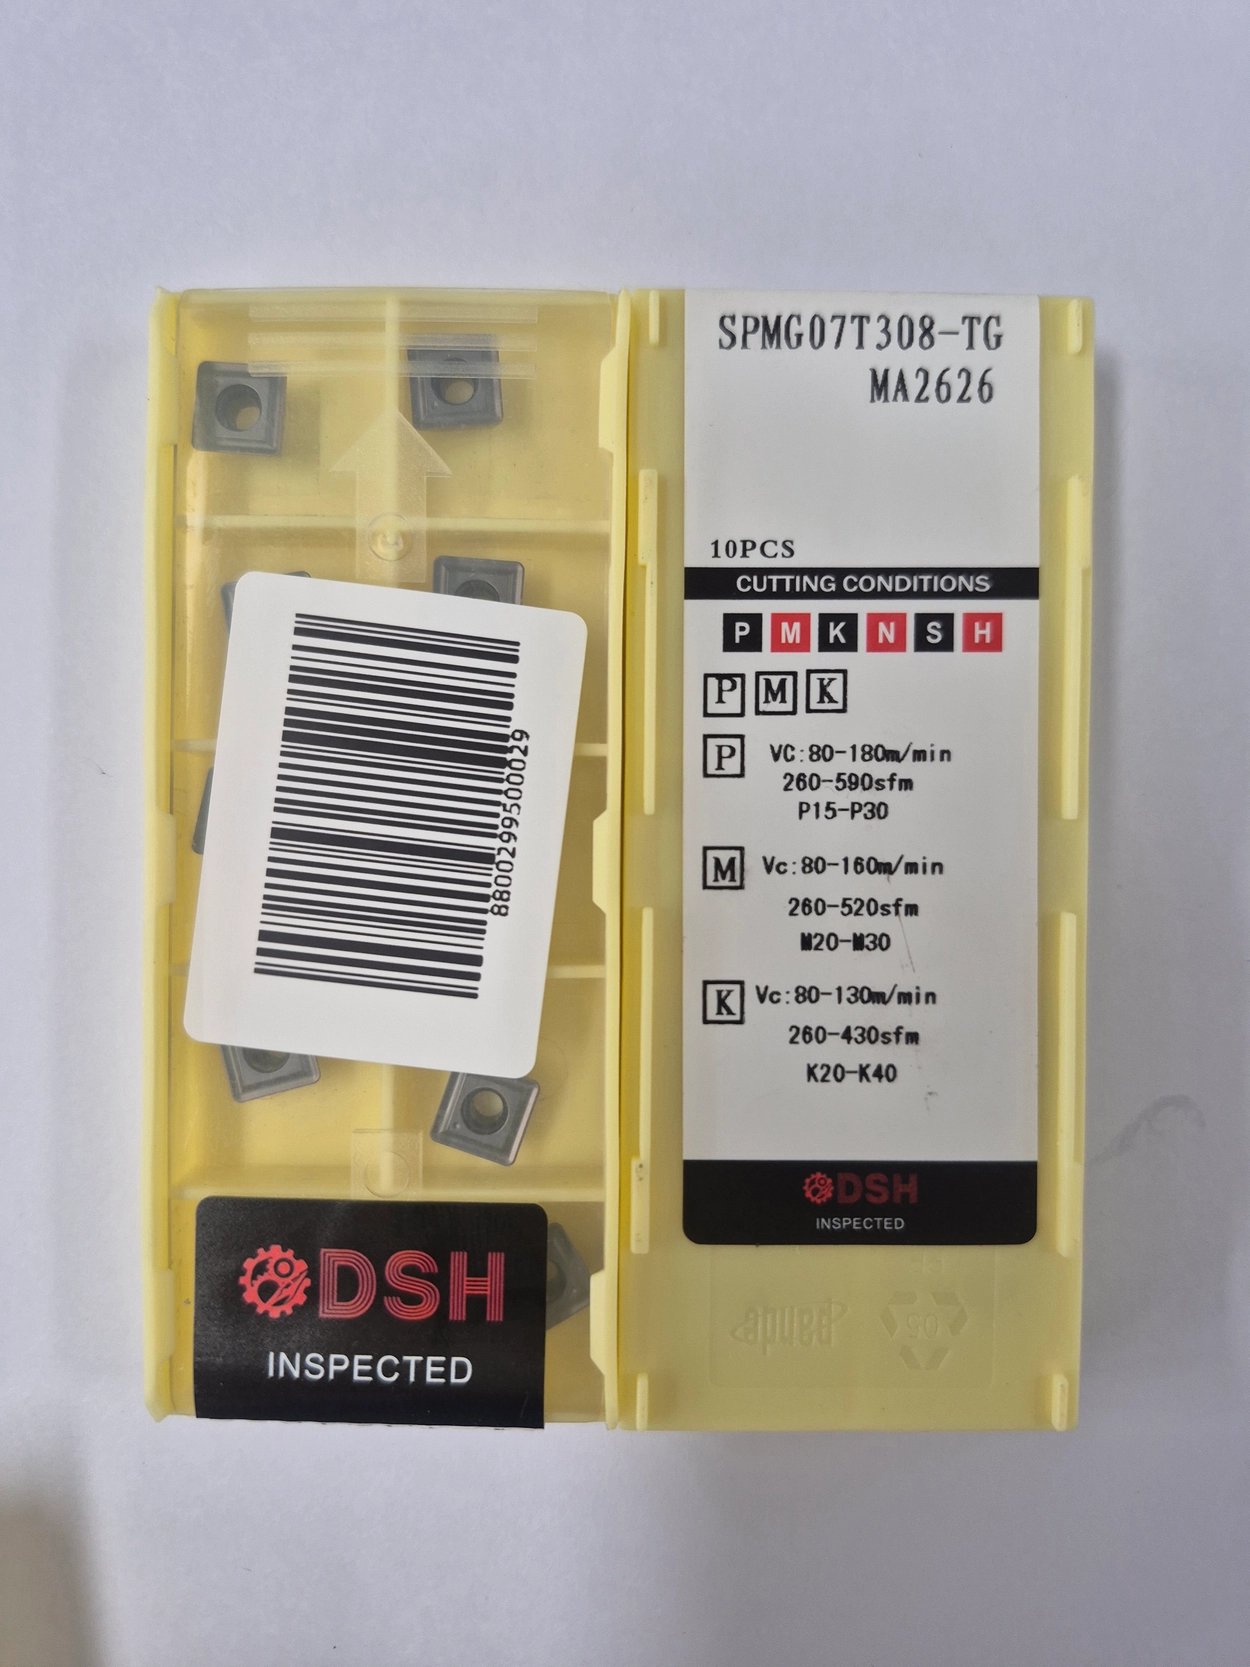 8800299500029
DSH
INSPECTED
SPMG07T308-TG
MA2626
10PCS
CUTTING CONDITIONS
P M K N S H
P M K
P VC:80-180m/min
260-590sfm
P15-P30
M Vc:80-160m/min
260-520sfm
M20-M30
K Vc:80-130m/min
260-430sfm
K20-K40
DSH
INSPECTED
05